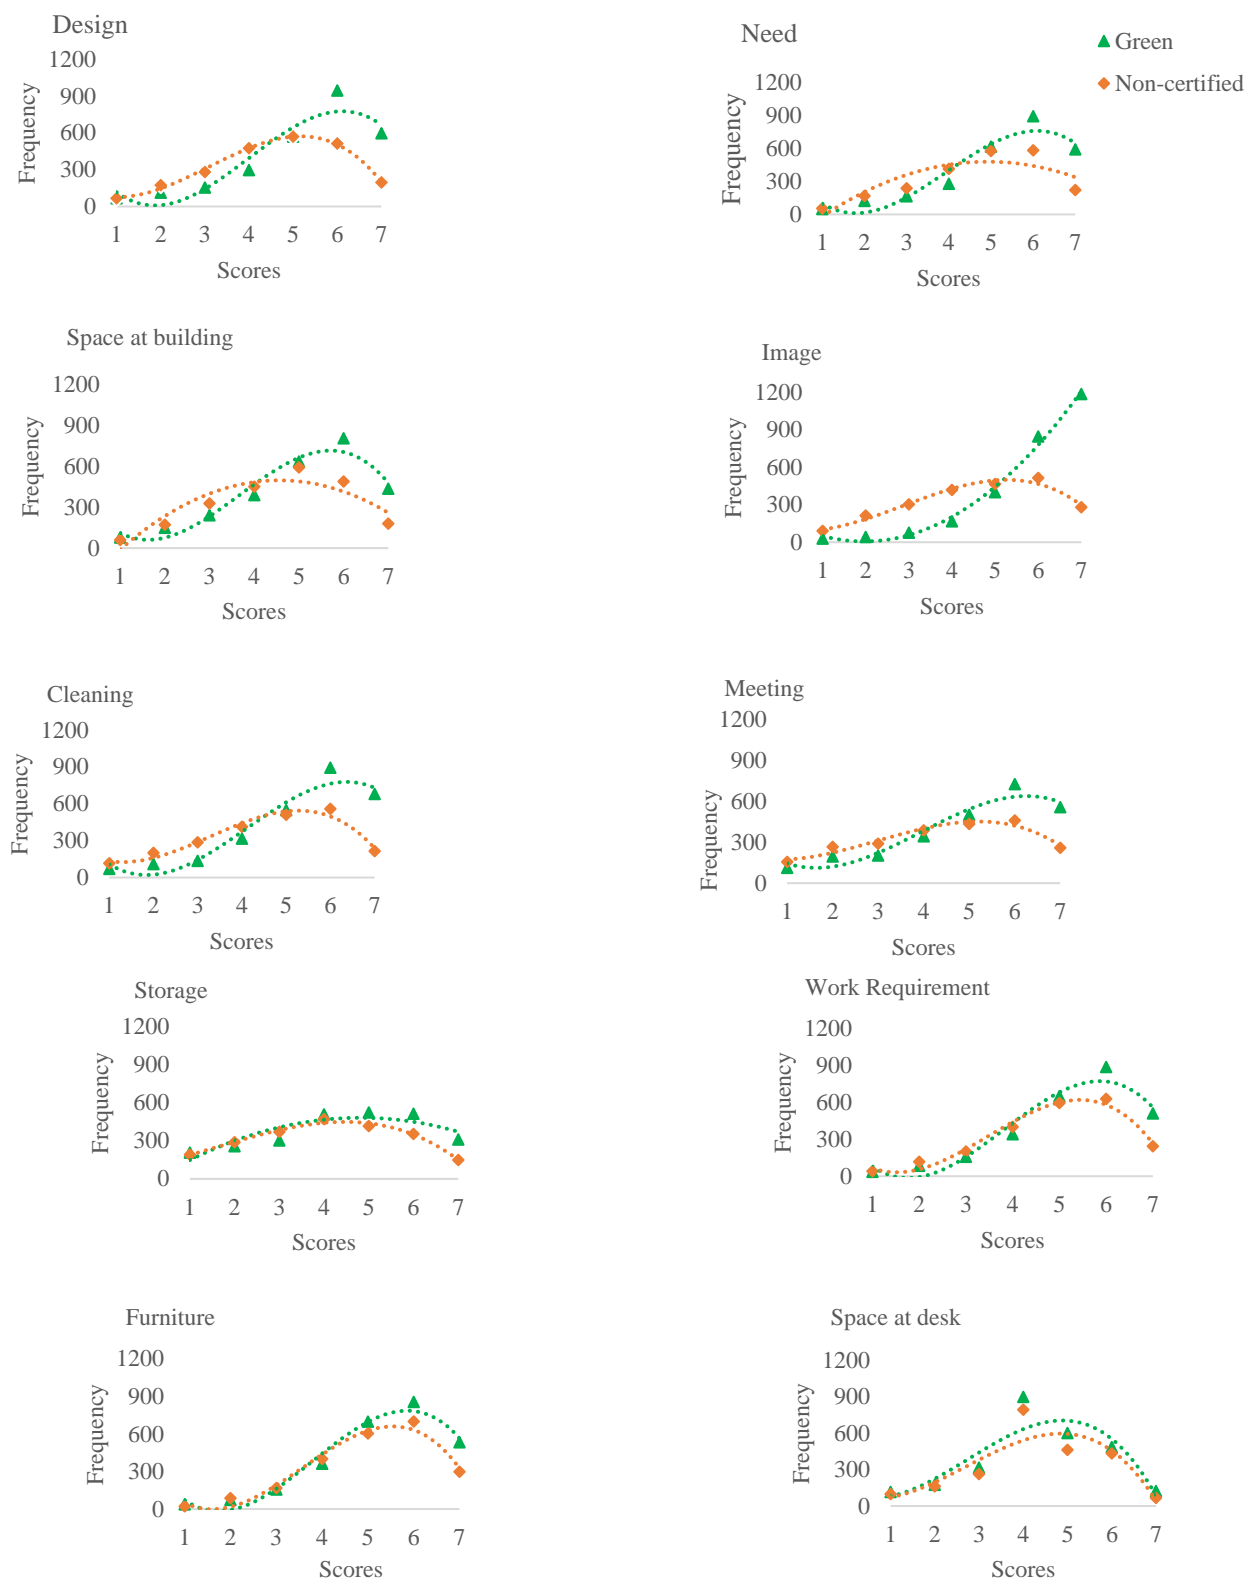 Design
1200
900
600
300
0
Frequency
1 2 3 4 5 6 7
Scores
Need
Green
Non-certified
1200
900
600
300
0
Frequency
1 2 3 4 5 6 7
Scores
Space at building
1200
900
600
300
0
Frequency
1 2 3 4 5 6 7
Scores
Image
1200
900
600
300
0
Frequency
1 2 3 4 5 6 7
Scores
Cleaning
1200
900
600
300
0
Frequency
1 2 3 4 5 6 7
Scores
Meeting
1200
900
600
300
0
Frequency
1 2 3 4 5 6 7
Scores
Storage
1200
900
600
300
0
Frequency
1 2 3 4 5 6 7
Scores
Work Requirement
1200
900
600
300
0
Frequency
1 2 3 4 5 6 7
Scores
Furniture
1200
900
600
300
0
Frequency
1 2 3 4 5 6 7
Scores
Space at desk
1200
900
600
300
0
Frequency
1 2 3 4 5 6 7
Scores